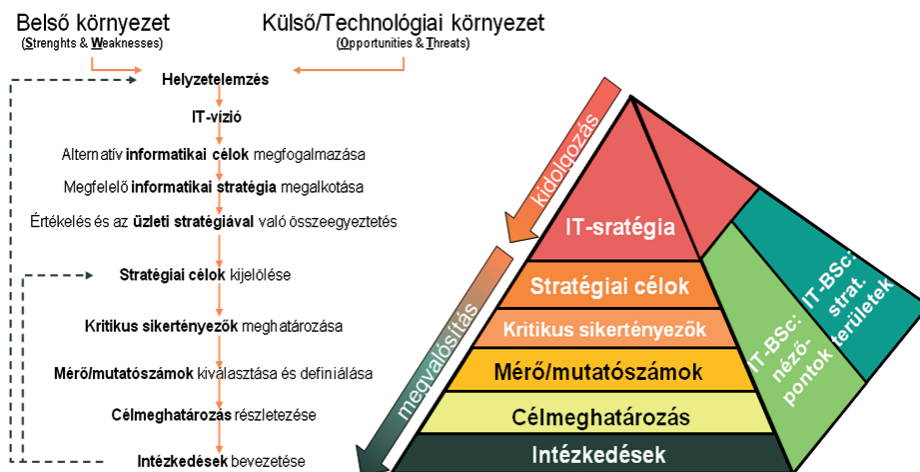 Belső környezet
(Strenghts & Weaknesses)
Külső/Technológiai környezet
(Opportunities & Threats)
Helyzetelemzés
IT-vízió
Alternatív informatikai célok megfogalmazása
Megfelelő informatikai stratégia megalkotása
Értékelés és az üzleti stratégiával való összeegyeztetés
Stratégiai célok kijelölése
Kritikus sikertényezők meghatározása
Mérő/mutatószámok kiválasztása és definiálása
Célmeghatározás részletezése
Intézkedések bevezetése
kidolgozás
megvalósítás
IT-sratégia
Stratégiai célok
Kritikus sikertényezők
Mérő/mutatószámok
Célmeghatározás
Intézkedések
IT-BSc:
néző-
pontok
IT-BSc:
strat.
területek